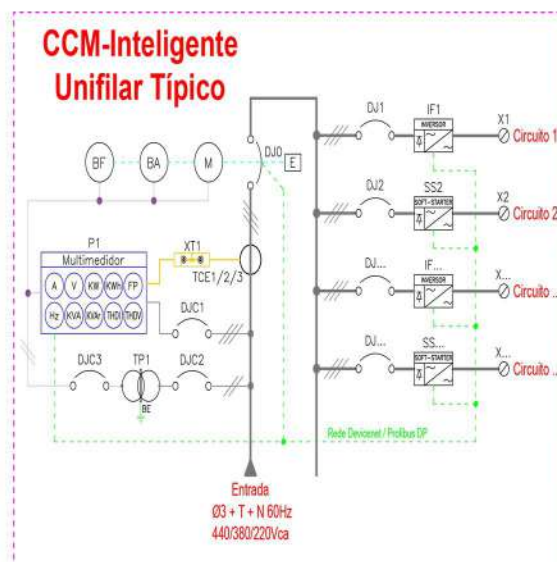 CCM-Inteligente
Unifilar Típico
BF
BA
M
DJ0
E
P1
Multimedidor
A
V
KW
KWh
FP
Hz
KVA
KVAr
THDI
THDV
XT1
TCE1/2/3
DJC1
DJC3
TP1
DJC2
BE
Entrada
Ø3 + T + N 60Hz
440/380/220Vca
DJ1
IF1
INVERSOR
X1
Circuito 1
DJ2
SS2
SOFT-STARTER
X2
Circuito 2
DJ...
IF...
INVERSOR
X...
Circuito ..
DJ...
SS...
SOFT-STARTER
X...
Circuito ..
Rede Devicenet / Profibus DP